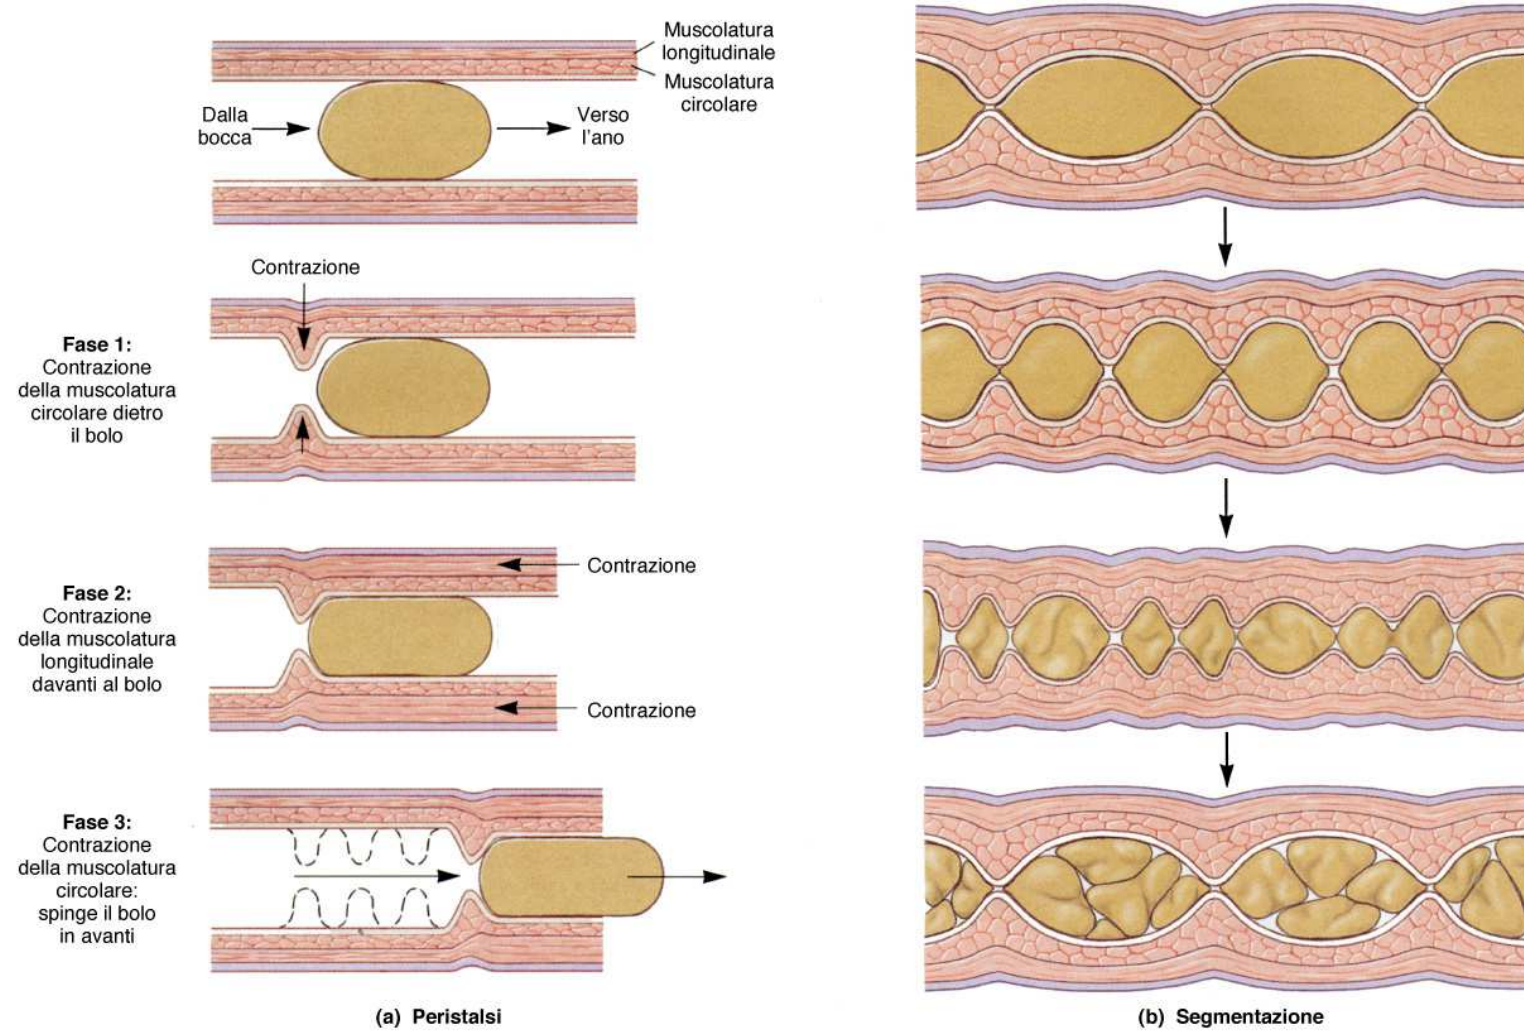 Muscolatura
longitudinale
Muscolatura
circolare
Dalla
bocca
Verso
l'ano
Contrazione
Fase 1:
Contrazione
della muscolatura
circolare dietro
il bolo
Fase 2:
Contrazione
della muscolatura
longitudinale
davanti al bolo
Contrazione
Contrazione
Fase 3:
Contrazione
della muscolatura
circolare:
spinge il bolo
in avanti
(a) Peristalsi
(b) Segmentazione